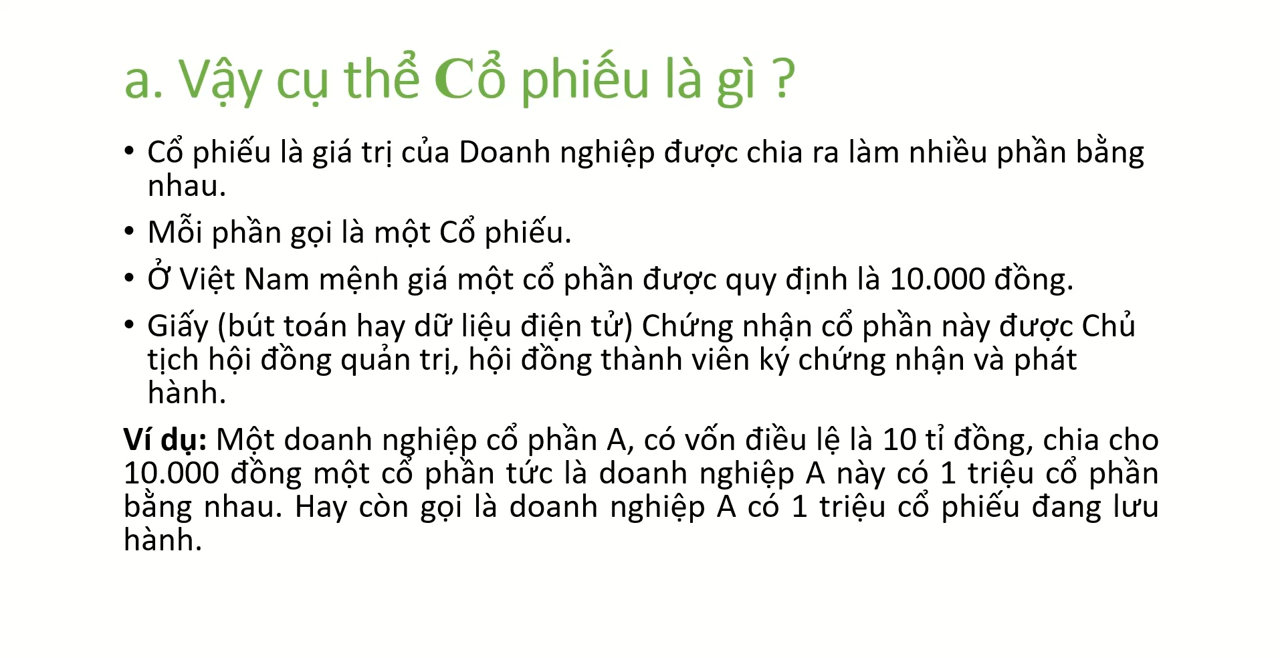 a. Vậy cụ thể Cổ phiếu là gì ?
• Cổ phiếu là giá trị của Doanh nghiệp được chia ra làm nhiều phần bằng
nhau.
• Mỗi phần gọi là một Cổ phiếu.
• Ở Việt Nam mệnh giá một cổ phần được quy định là 10.000 đồng.
• Giấy (bút toán hay dữ liệu điện tử) Chứng nhận cổ phần này được Chủ
tịch hội đồng quản trị, hội đồng thành viên ký chứng nhận và phát
hành.
Ví dụ: Một doanh nghiệp cổ phần A, có vốn điều lệ là 10 tỉ đồng, chia cho
10.000 đồng một cổ phần tức là doanh nghiệp A này có 1 triệu cổ phần
bằng nhau. Hay còn gọi là doanh nghiệp A có 1 triệu cổ phiếu đang lưu
hành.